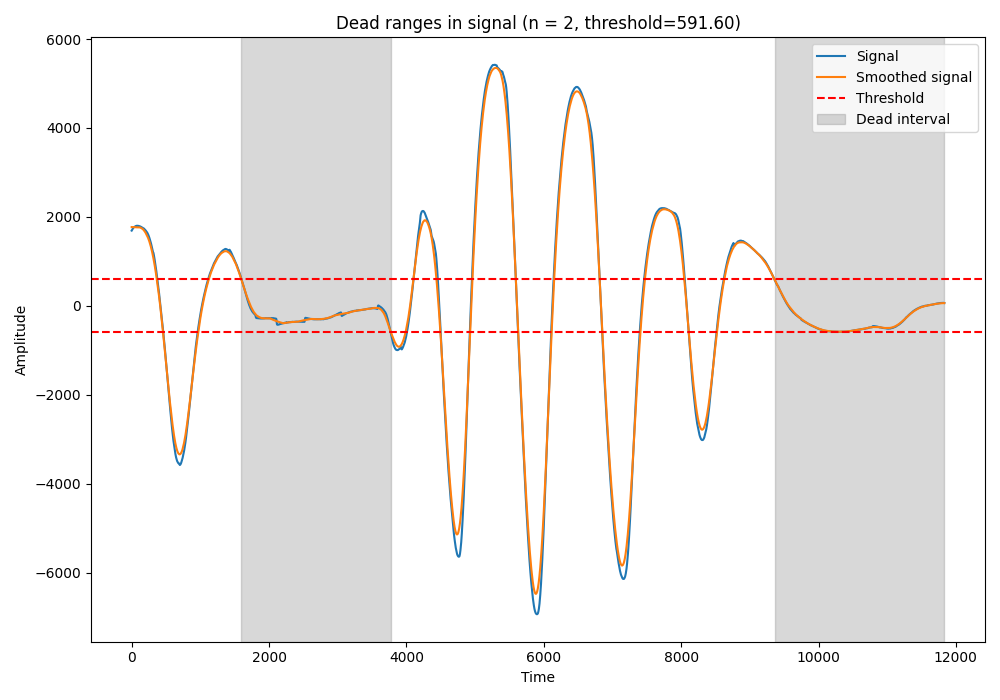 Dead ranges in signal (n = 2, threshold=591.60)
Signal
Smoothed signal
Threshold
Dead interval
Amplitude
6000
4000
2000
0
−2000
−4000
−6000
0 2000 4000 6000 8000 10000 12000
Time